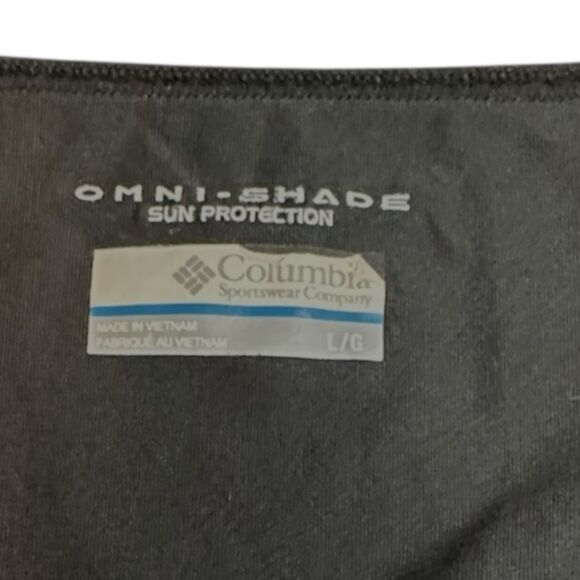 OMNI-SHADE
SUN PROTECTION
Columbia
Sportswear Company
MADE IN VIETNAM
FABRIQUÉ AU VIETNAM
L/G